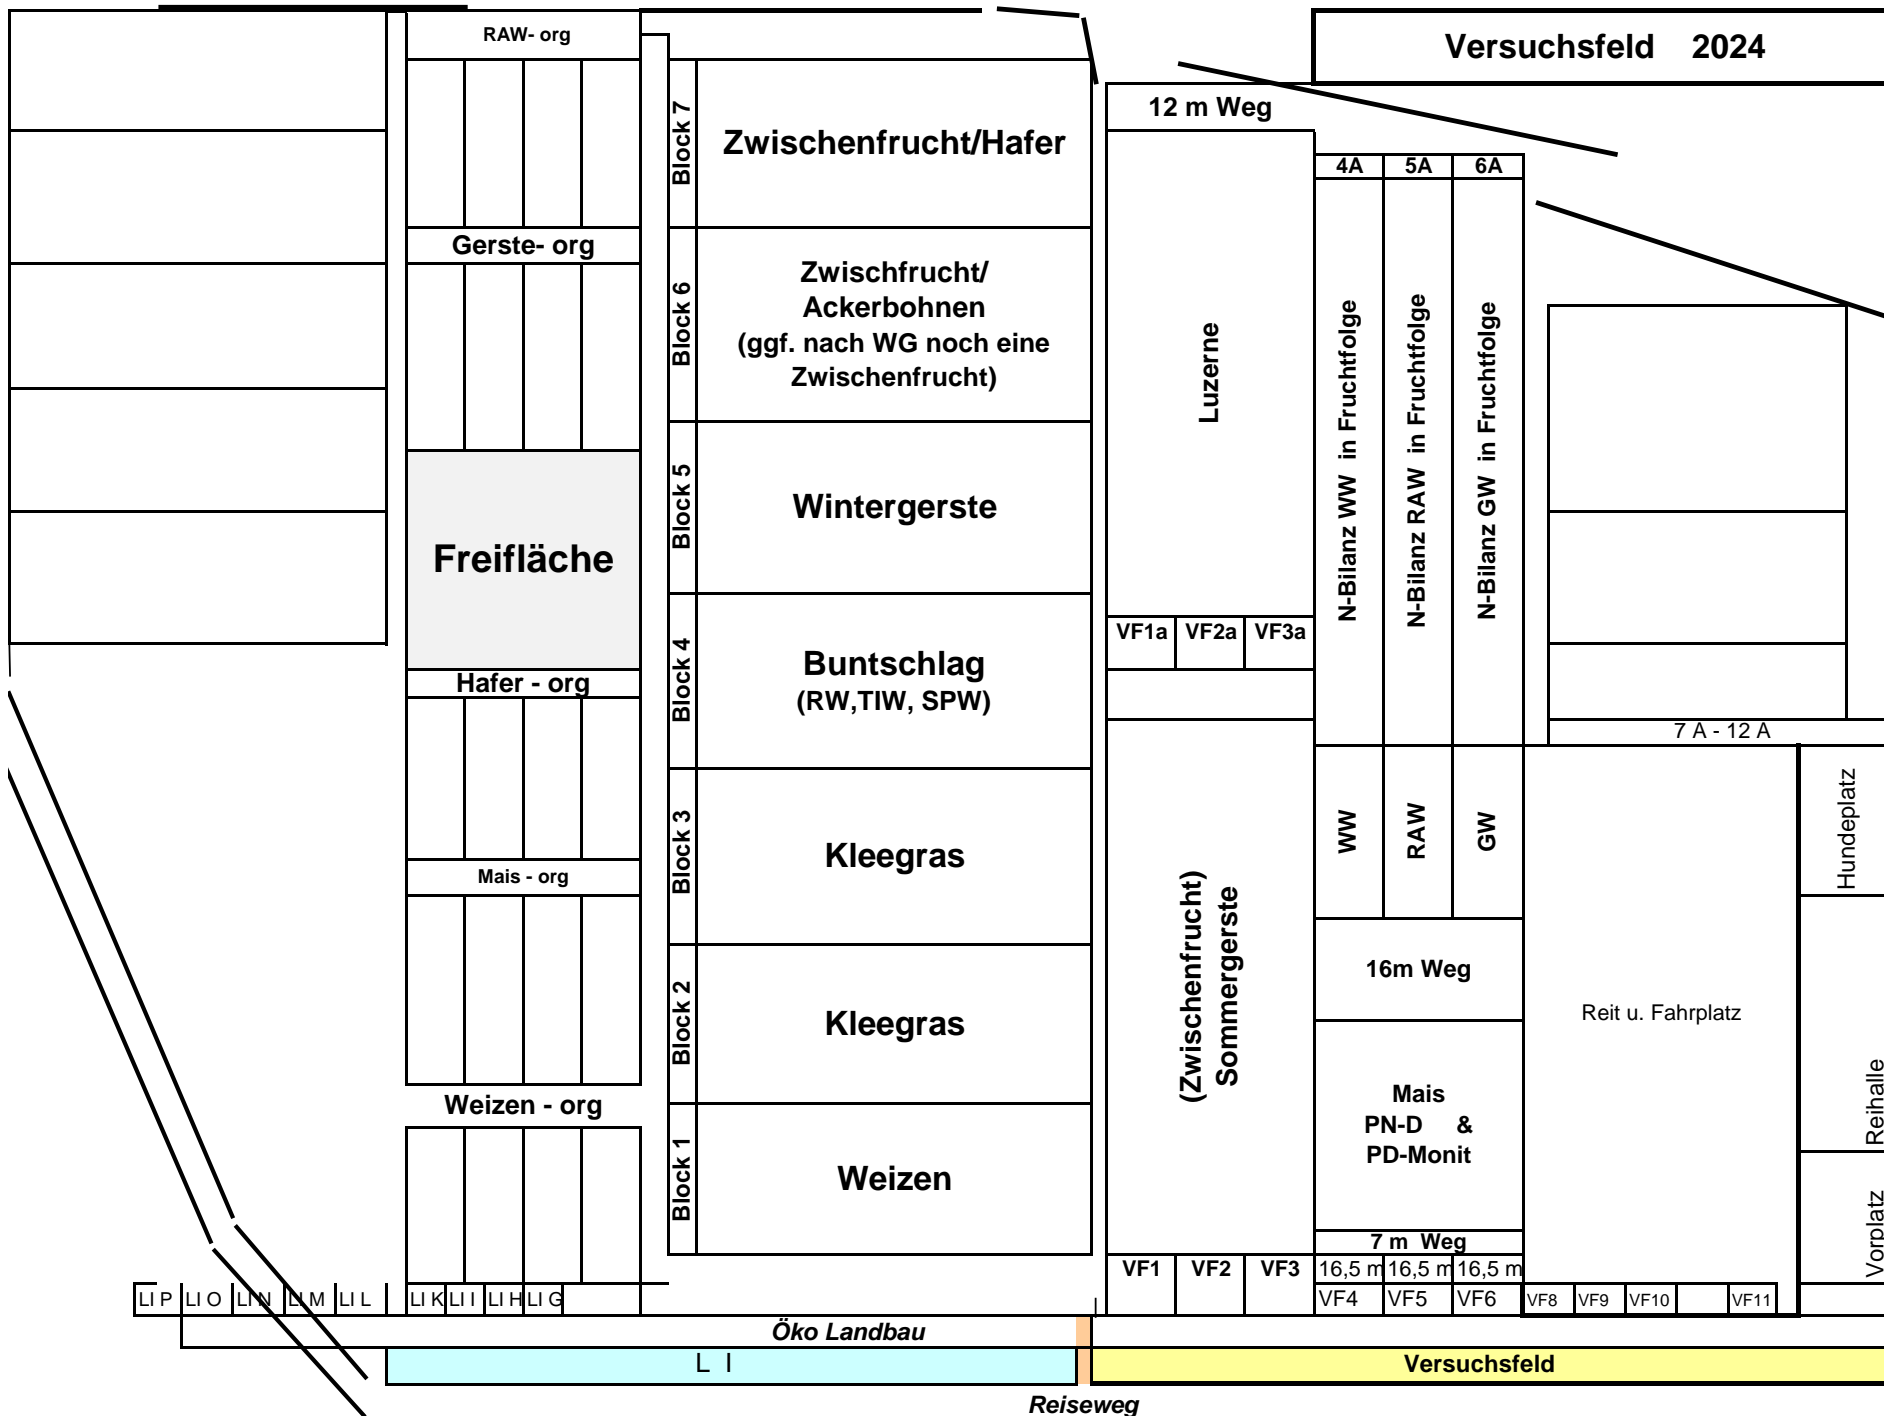 Versuchsfeld 2024
RAW- org
Gerste- org
Freifläche
Hafer - org
Mais - org
Weizen - org
Block 7
Zwischenfrucht/Hafer
Block 6
Zwischfrucht/
Ackerbohnen
(ggf. nach WG noch eine
Zwischenfrucht)
Block 5
Wintergerste
Block 4
Buntschlag
(RW,TIW, SPW)
Block 3
Kleegras
Block 2
Kleegras
Block 1
Weizen
12 m Weg
Luzerne
VF1a VF2a VF3a
(Zwischenfrucht)
Sommergerste
VF1 VF2 VF3
4A 5A 6A
N-Bilanz WW in Fruchtfolge
N-Bilanz RAW in Fruchtfolge
N-Bilanz GW in Fruchtfolge
WW
RAW
GW
16m Weg
Mais
PN-D &
PD-Monit
7 m Weg
16,5 m 16,5 m 16,5 m
VF4 VF5 VF6 VF8 VF9 VF10 VF11
7 A - 12 A
Reit u. Fahrplatz
Hundeplatz
Reihalle
Vorplatz
LI P LI O LI N LI M LI L LI K LI I LI H LI G
Öko Landbau
L I
Versuchsfeld
Reiseweg